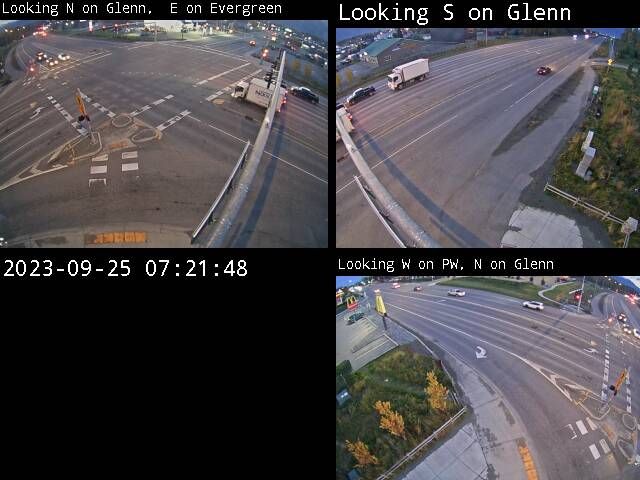 Looking N on Glenn,  E on Evergreen
Looking S on Glenn
2023-09-25 07:21:48
Looking W on PW, N on Glenn